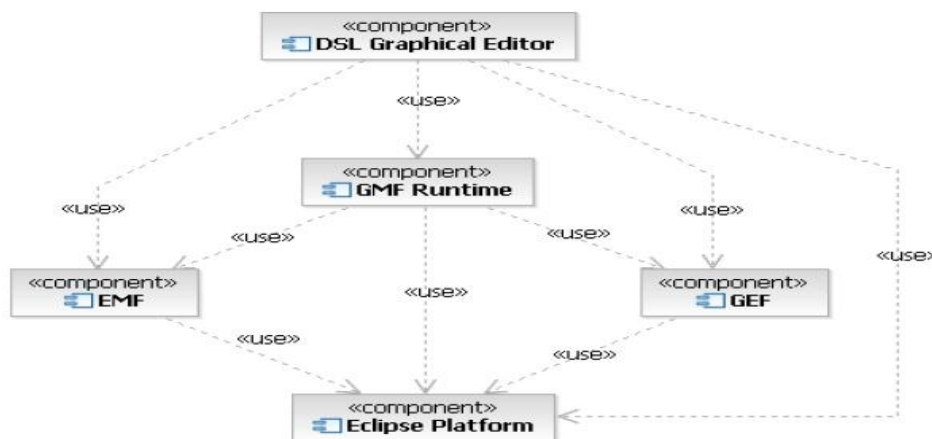 «component»
DSL Graphical Editor
«use»
«component»
GMF Runtime
«use»
«use»
«use»
«use»
«use»
«component»
EMF
«use»
«component»
GEF
«use»
«use»
«component»
Eclipse Platform